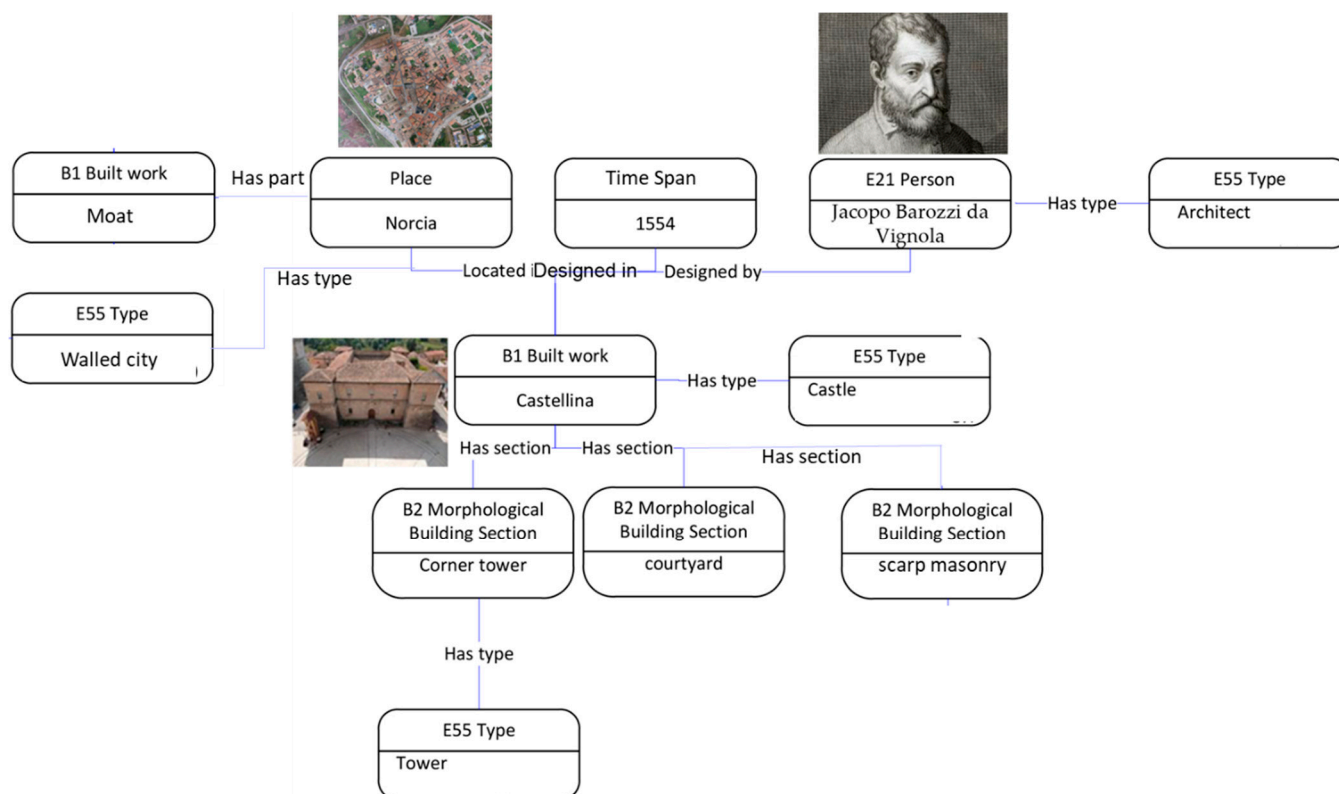 B1 Built work
Moat
Has part
Place
Norcia
Time Span
1554
E21 Person
Jacopo Barozzi da
Vignola
Has type
E55 Type
Architect
Has type
Located
Designed in
Designed by
E55 Type
Walled city
B1 Built work
Castellina
Has type
E55 Type
Castle
Has section
Has section
Has section
B2 Morphological
Building Section
Corner tower
B2 Morphological
Building Section
courtyard
B2 Morphological
Building Section
scarp masonry
Has type
E55 Type
Tower